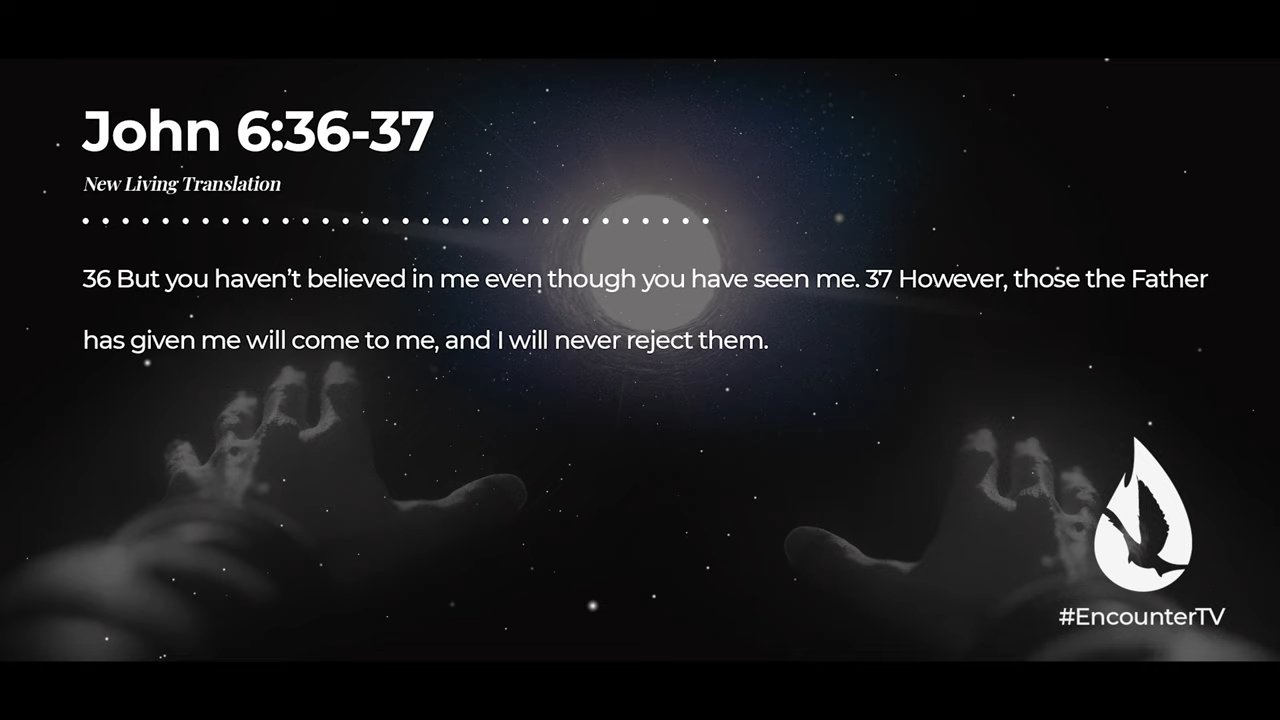 John 6:36-37
New Living Translation
36 But you haven’t believed in me even though you have seen me. 37 However, those the Father
has given me will come to me, and I will never reject them.
#EncounterTV